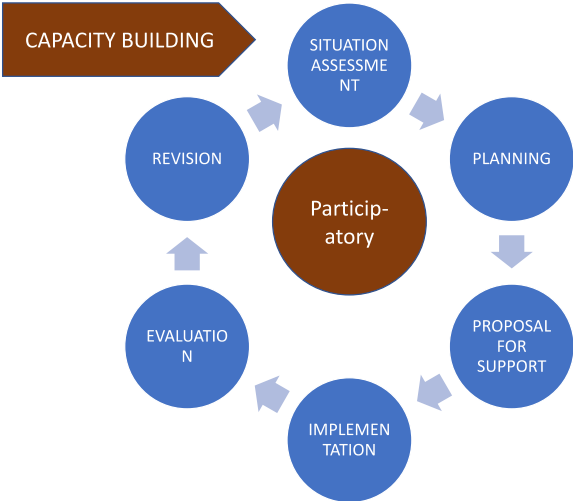 CAPACITY BUILDING
SITUATION
ASSESSME
NT
PLANNING
PROPOSAL
FOR
SUPPORT
IMPLEMEN
TATION
EVALUATIO
N
REVISION
Particip-
atory